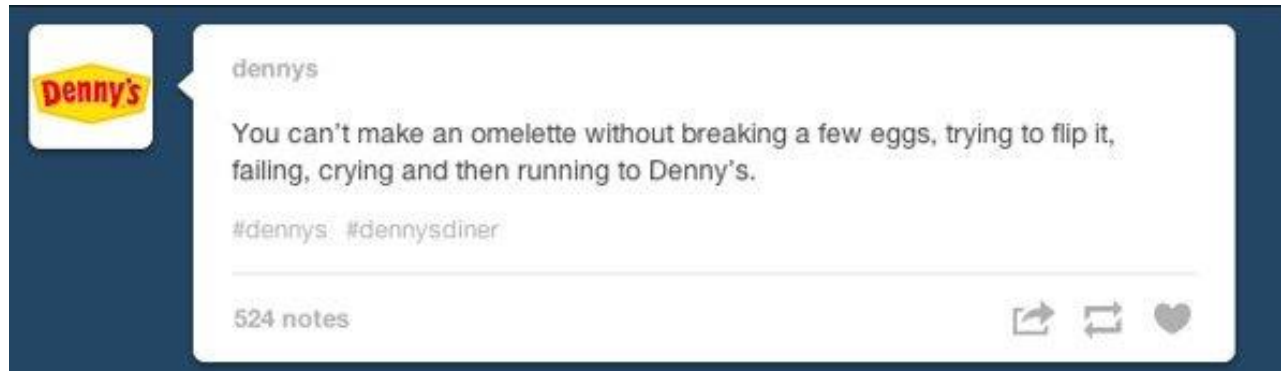 Denny's
dennys
You can’t make an omelette without breaking a few eggs, trying to flip it,
failing, crying and then running to Denny’s.
#dennys #dennysdiner
524 notes